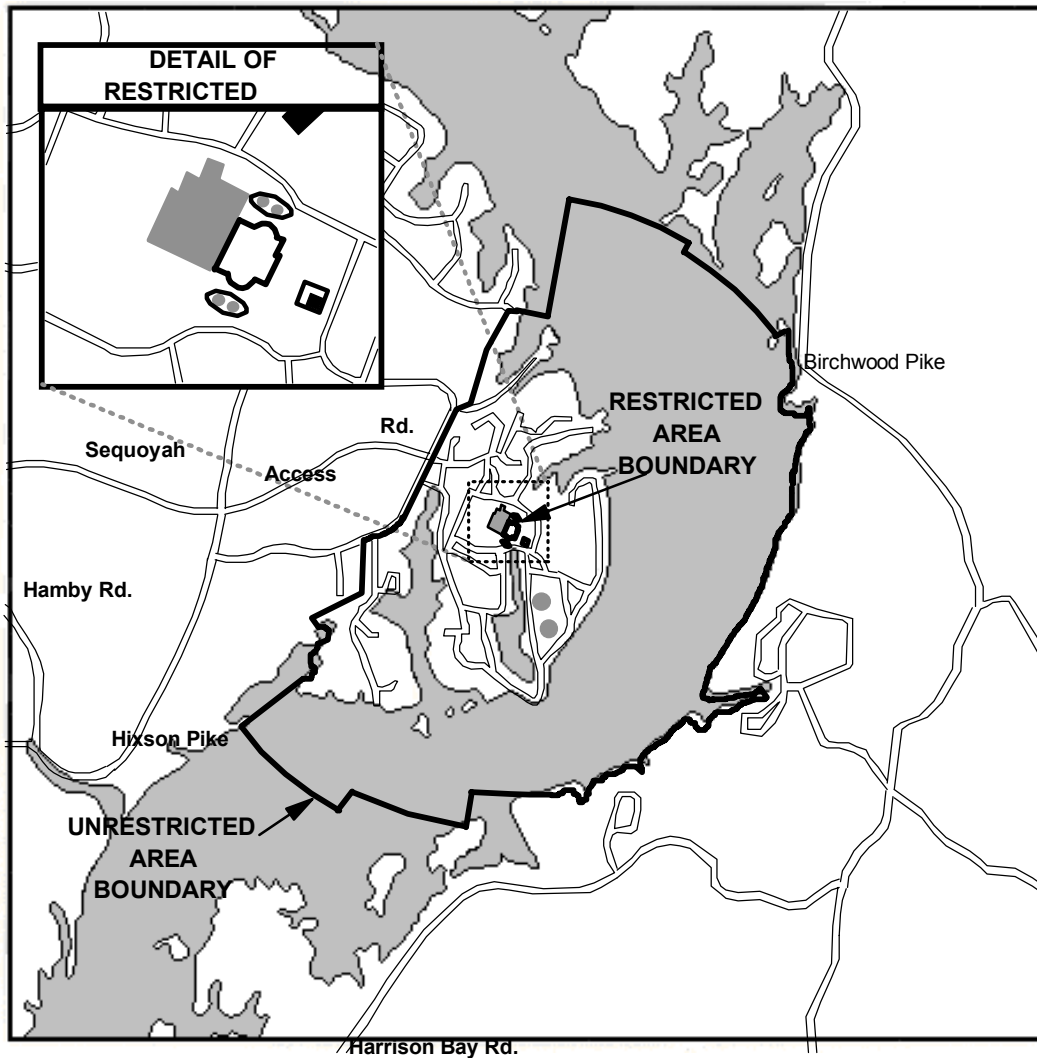 DETAIL OF
RESTRICTED
Birchwood Pike
RESTRICTED
AREA
BOUNDARY
Rd.
Sequoyah
Access
Hamby Rd.
Hixson Pike
UNRESTRICTED
AREA
BOUNDARY
Harrison Bay Rd.